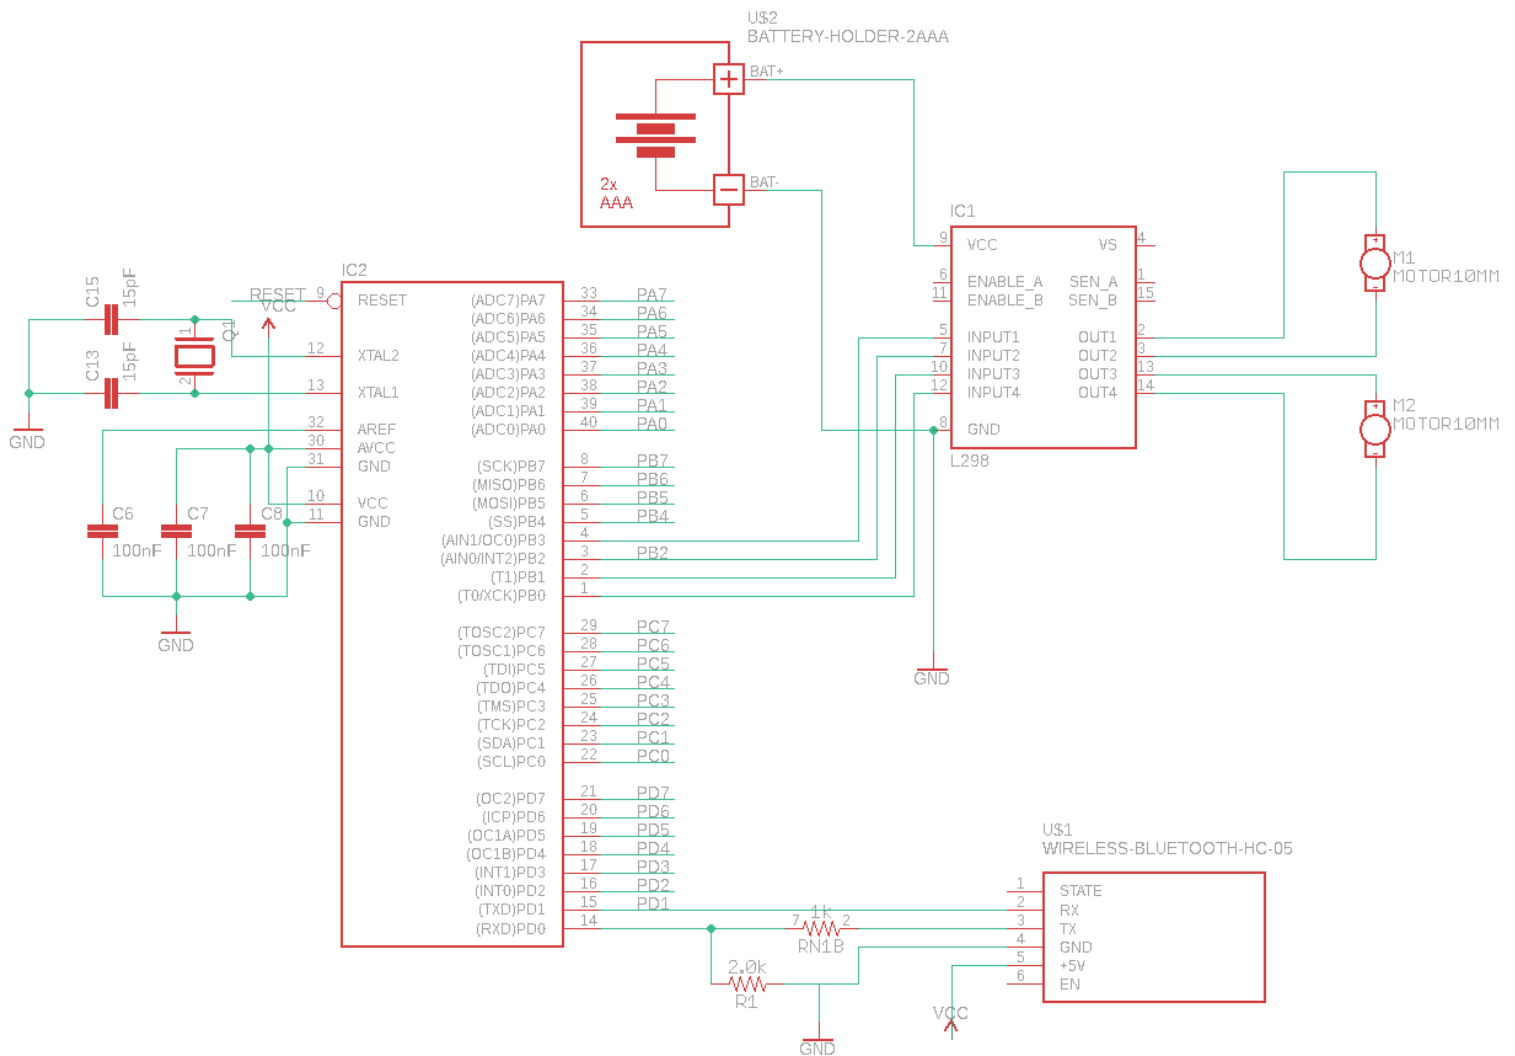 U$2
BATTERY-HOLDER-2AAA
BAT+
BAT-
2x
AAA
IC1
9 VCC VS 4
6 ENABLE_A SEN_A 1
11 ENABLE_B SEN_B 15
5 INPUT1 OUT1 2
7 INPUT2 OUT2 3
10 INPUT3 OUT3 13
12 INPUT4 OUT4 14
8 GND
L298
GND
M1
MOTOR10MM
M2
MOTOR10MM
C15
15pF
C13
15pF
1
Q1
2
GND
RESET
VCC
IC2
9 RESET
12 XTAL2
13 XTAL1
32 AREF
30 AVCC
31 GND
10 VCC
11 GND
C6
100nF
C7
100nF
C8
100nF
GND
(ADC7)PA7 33 PA7
(ADC6)PA6 34 PA6
(ADC5)PA5 35 PA5
(ADC4)PA4 36 PA4
(ADC3)PA3 37 PA3
(ADC2)PA2 38 PA2
(ADC1)PA1 39 PA1
(ADC0)PA0 40 PA0
(SCK)PB7 8 PB7
(MISO)PB6 7 PB6
(MOSI)PB5 6 PB5
(SS)PB4 5 PB4
(AIN1/OC0)PB3 4
(AIN0/INT2)PB2 3 PB2
(T1)PB1 2
(T0/XCK)PB0 1
(TOSC2)PC7 29 PC7
(TOSC1)PC6 28 PC6
(TDI)PC5 27 PC5
(TDO)PC4 26 PC4
(TMS)PC3 25 PC3
(TCK)PC2 24 PC2
(SDA)PC1 23 PC1
(SCL)PC0 22 PC0
(OC2)PD7 21 PD7
(ICP)PD6 20 PD6
(OC1A)PD5 19 PD5
(OC1B)PD4 18 PD4
(INT1)PD3 17 PD3
(INT0)PD2 16 PD2
(TXD)PD1 15 PD1
(RXD)PD0 14
1k
7 2
RN1B
2.0k
R1
GND
U$1
WIRELESS-BLUETOOTH-HC-05
1 STATE
2 RX
3 TX
4 GND
5 +5V
6 EN
VCC